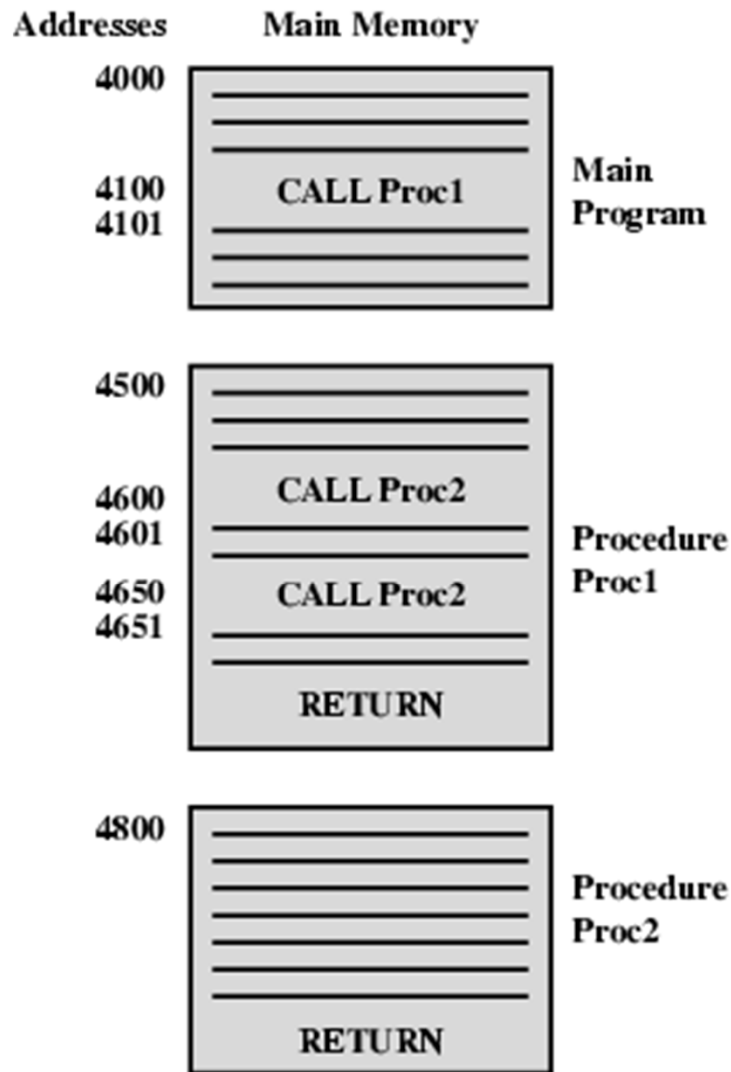 Addresses Main Memory
4000
4100 CALL Proc1
4101
Main
Program
4500
4600 CALL Proc2
4601
4650 CALL Proc2
4651
RETURN
Procedure
Proc1
4800
RETURN
Procedure
Proc2